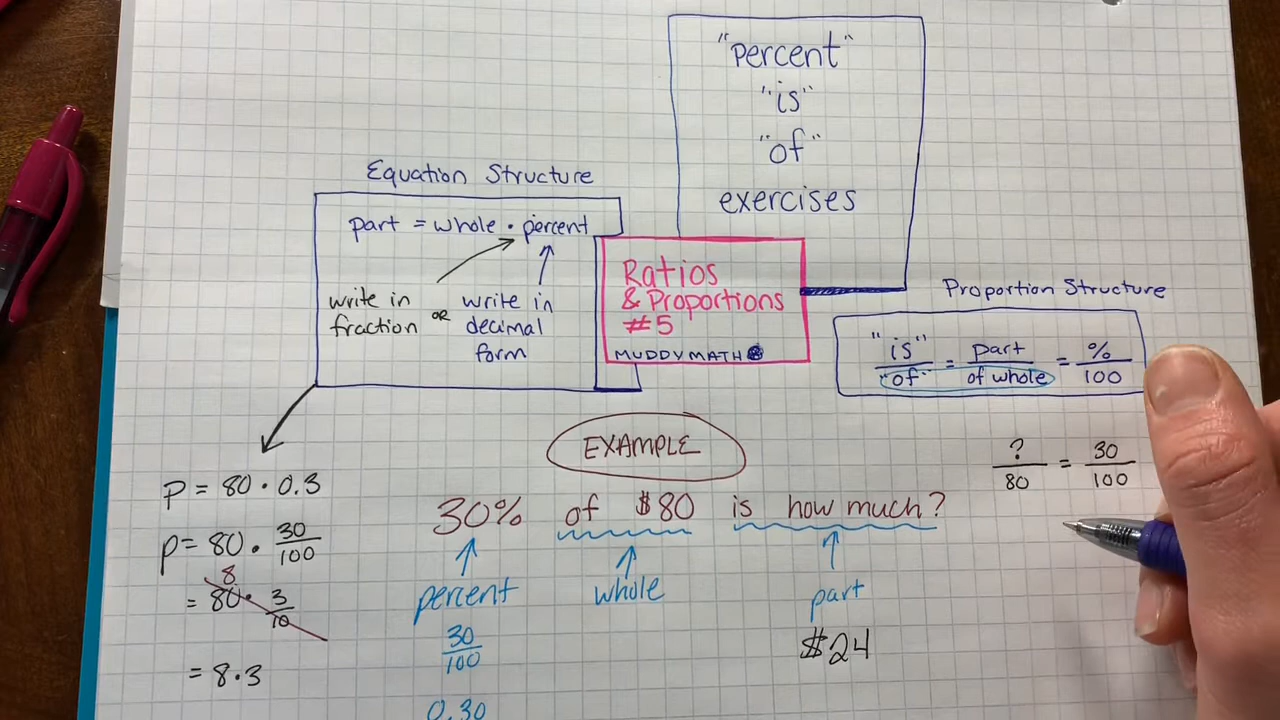 "percent"
"is"
"of"
exercises
Equation Structure
part = whole · percent
write in fraction
OR
write in decimal form
Ratios
& Proportions
#5
MUDDYMATH
Proportion Structure
"is" / "of" = part / of whole = % / 100
EXAMPLE
? / 80 = 30 / 100
30% of $80 is how much?
percent
whole
part
30 / 100
$24
0.30
P = 80 · 0.3
P = 80 · 30 / 100
8
= 80 · 3 / 10
= 8 · 3